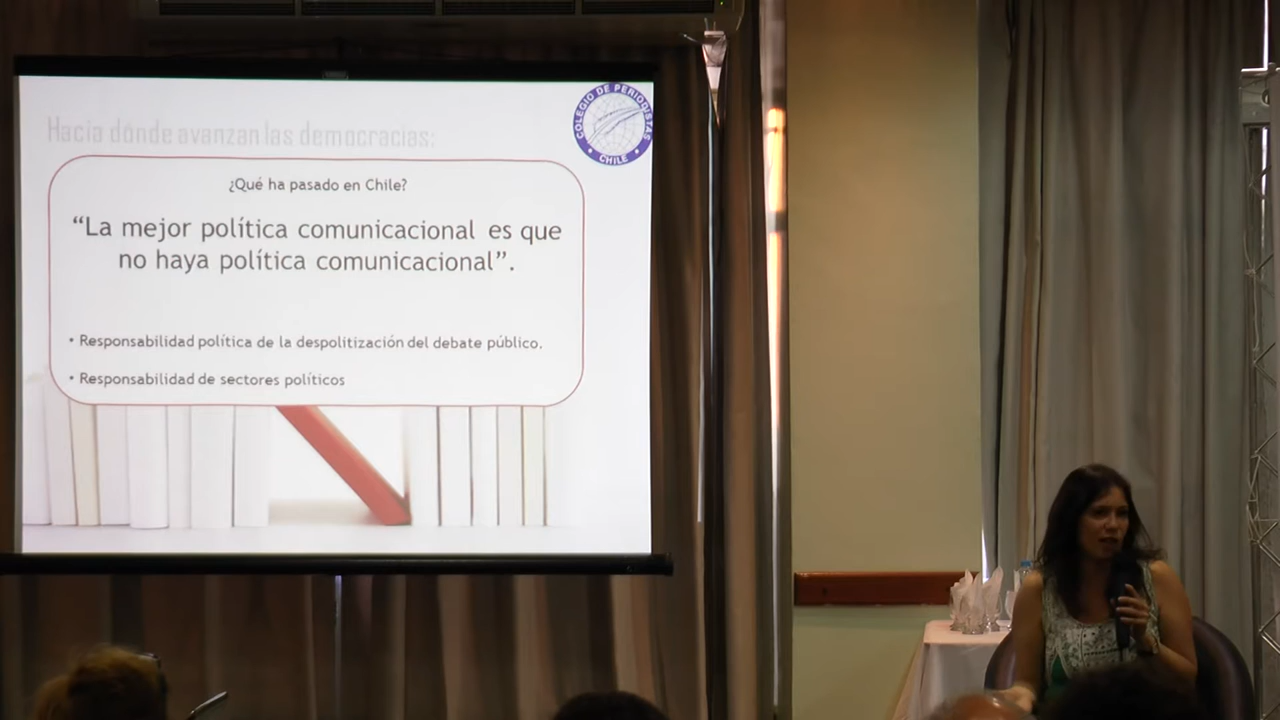 Hacia dónde avanzan las democracias:
COLEGIO DE PERIODISTAS
CHILE
¿Qué ha pasado en Chile?
“La mejor política comunicacional es que
no haya política comunicacional”.
• Responsabilidad política de la despolitización del debate público.
• Responsabilidad de sectores políticos